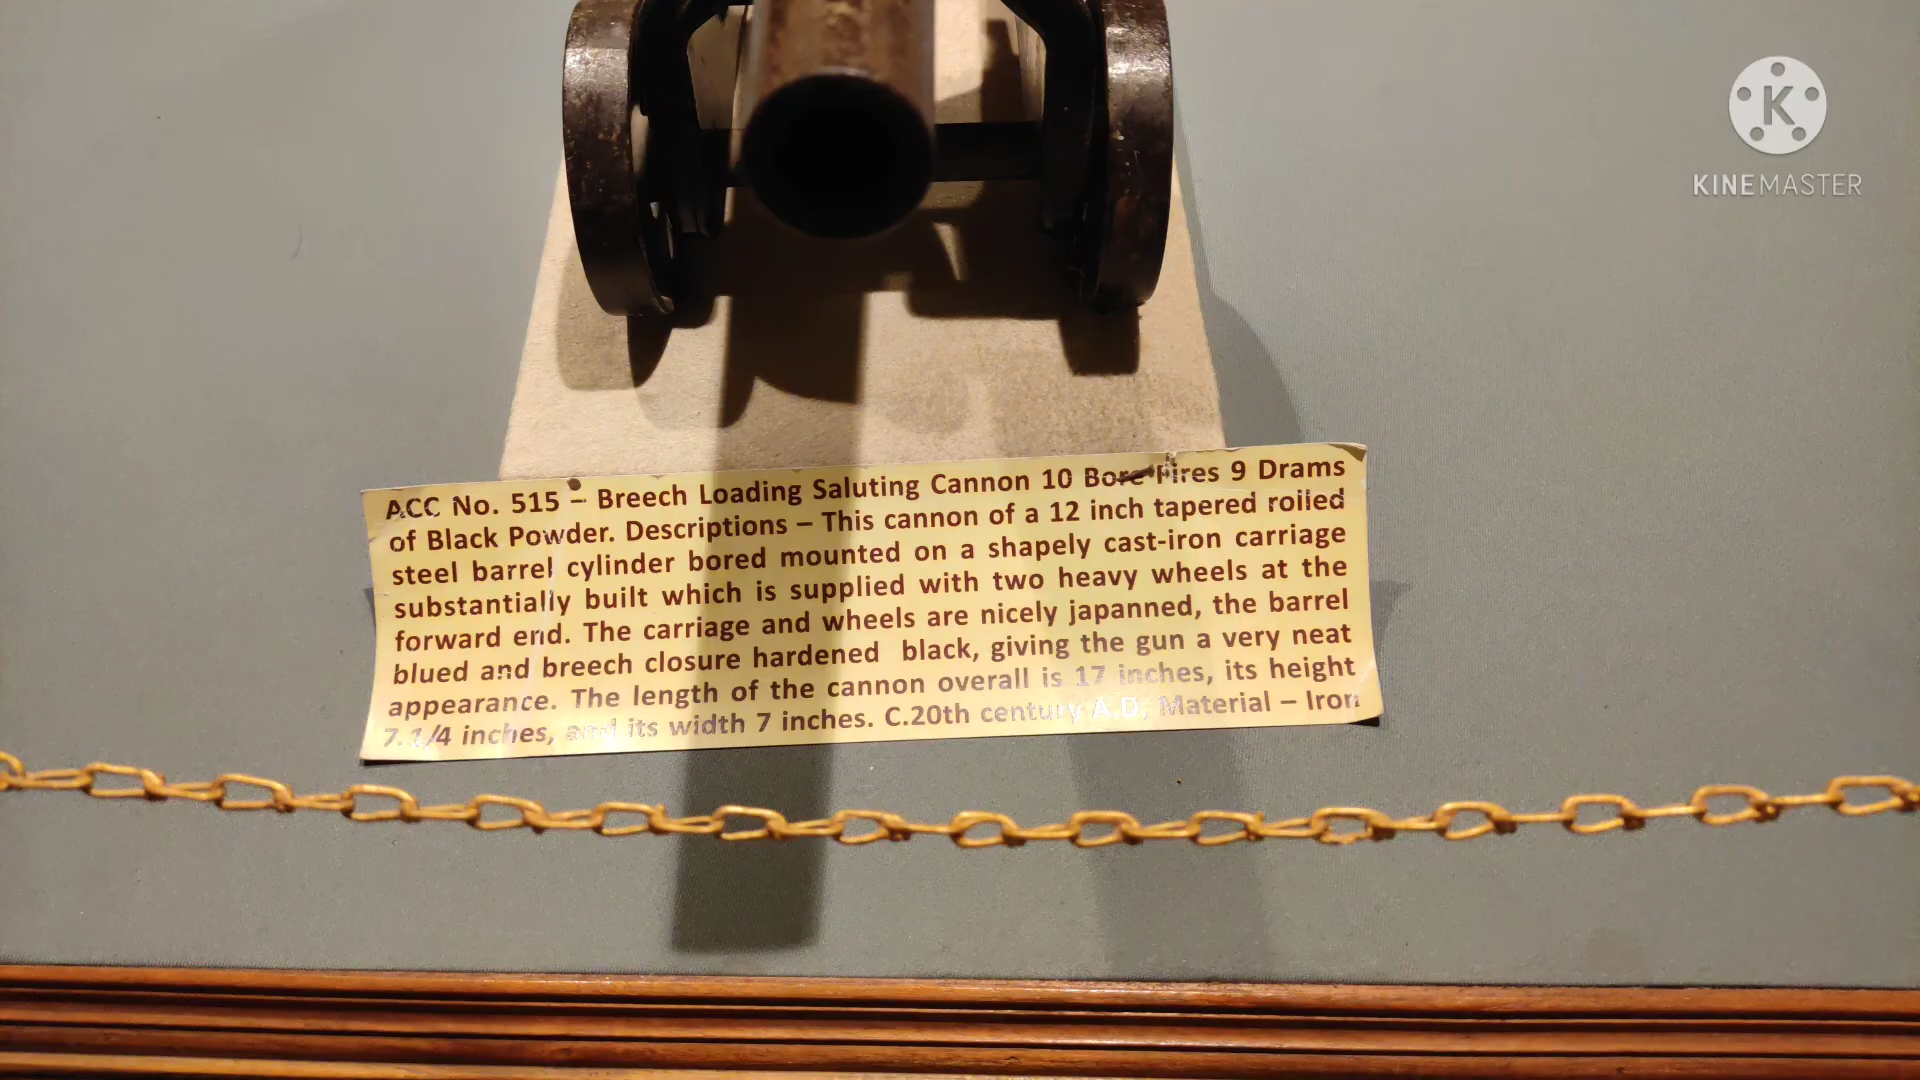 K
KINEMASTER
ACC No. 515 – Breech Loading Saluting Cannon 10 Bore Fires 9 Drams
of Black Powder. Descriptions – This cannon of a 12 inch tapered rolled
steel barrel cylinder bored mounted on a shapely cast-iron carriage
substantially built which is supplied with two heavy wheels at the
forward end. The carriage and wheels are nicely japanned, the barrel
blued and breech closure hardened black, giving the gun a very neat
appearance. The length of the cannon overall is 17 inches, its height
7.1/4 inches, and its width 7 inches. C.20th century A.D, Material – Iron